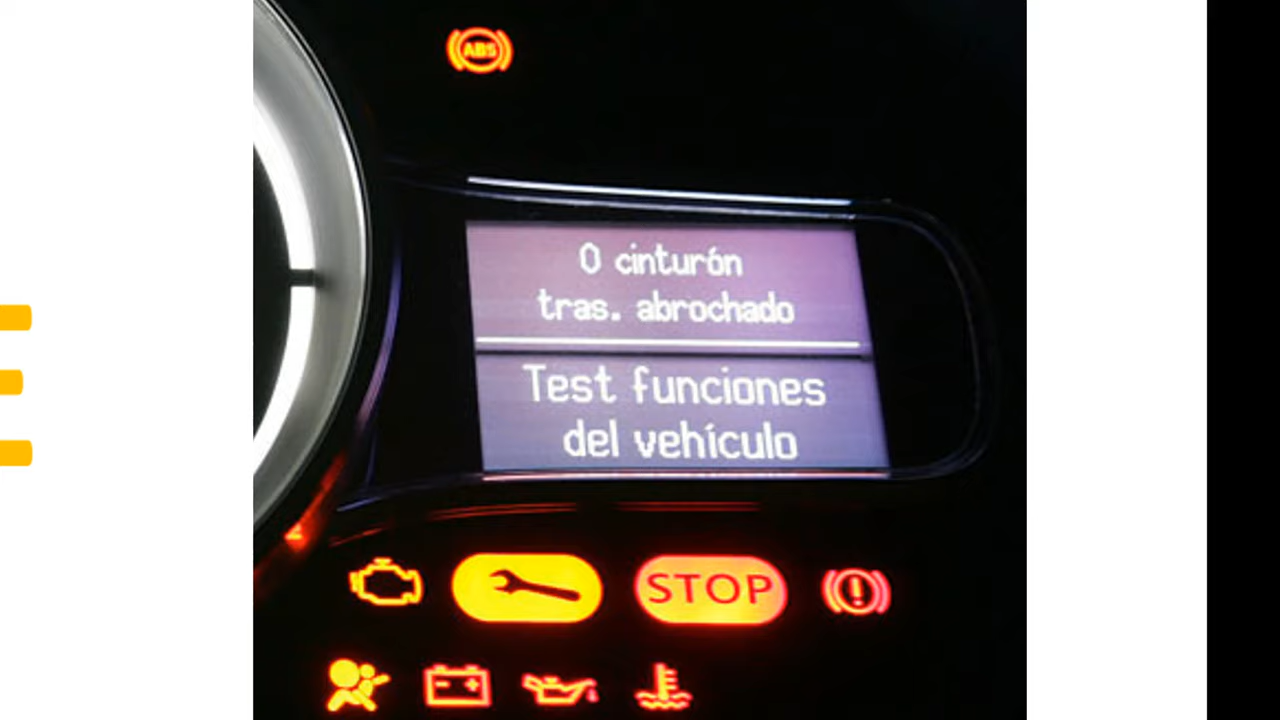 ABS
0 cinturón
tras. abrochado
Test funciones
del vehículo
STOP